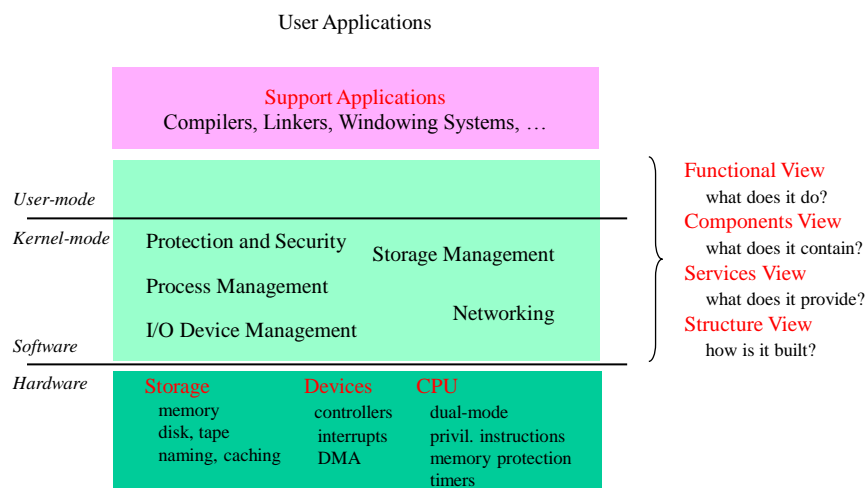 User Applications
Support Applications
Compilers, Linkers, Windowing Systems, …
User-mode
Kernel-mode
Protection and Security
Storage Management
Process Management
Networking
I/O Device Management
Software
Hardware
Functional View
what does it do?
Components View
what does it contain?
Services View
what does it provide?
Structure View
how is it built?
Storage
memory
disk, tape
naming, caching
Devices
controllers
interrupts
DMA
CPU
dual-mode
privil. instructions
memory protection
timers